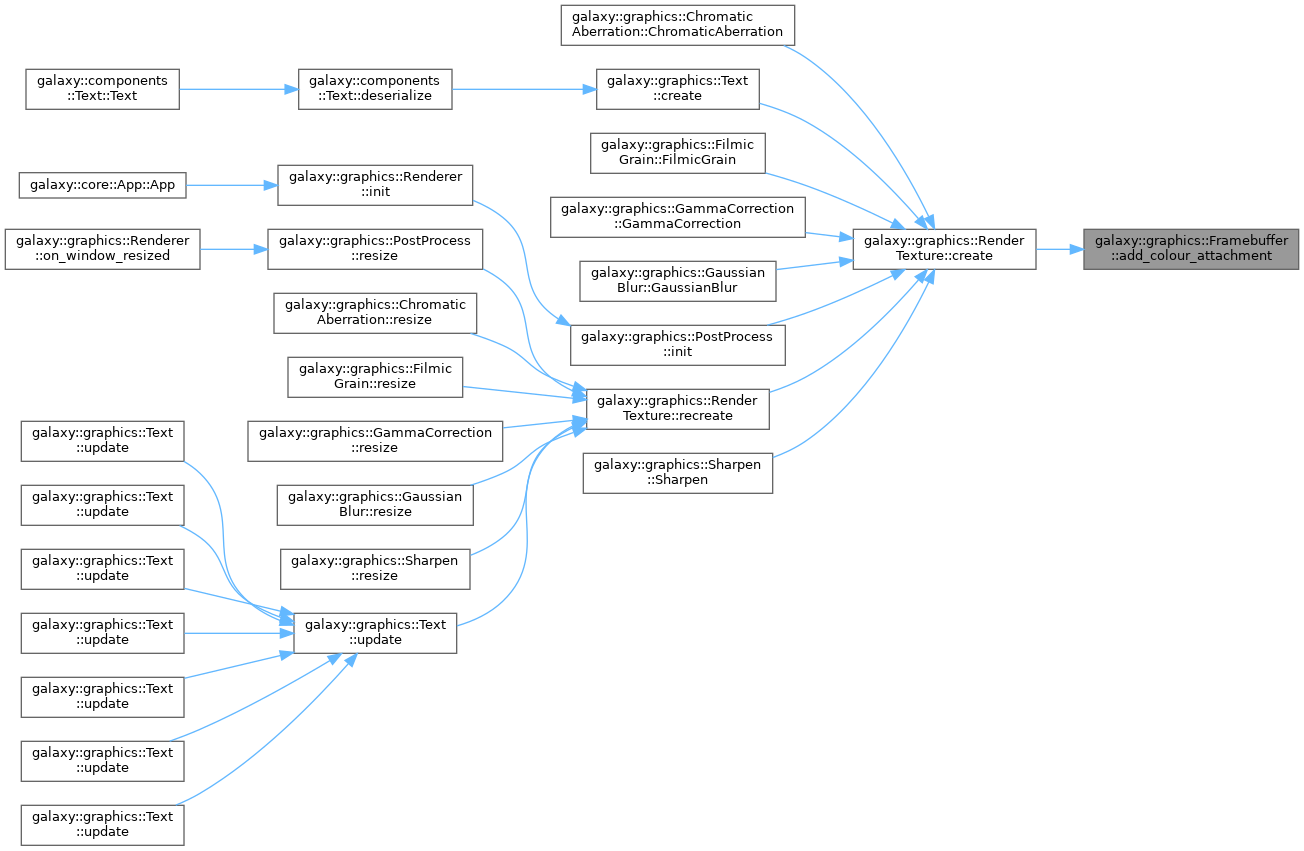 galaxy::graphics::Chromatic
Aberration::ChromaticAberration
galaxy::components
::Text::Text
galaxy::components
::Text::deserialize
galaxy::graphics::Text
::create
galaxy::graphics::Filmic
Grain::FilmicGrain
galaxy::core::App::App
galaxy::graphics::Renderer
::init
galaxy::graphics::GammaCorrection
::GammaCorrection
galaxy::graphics::Renderer
::on_window_resized
galaxy::graphics::PostProcess
::resize
galaxy::graphics::Render
Texture::create
galaxy::graphics::Framebuffer
::add_colour_attachment
galaxy::graphics::Gaussian
Blur::GaussianBlur
galaxy::graphics::Chromatic
Aberration::resize
galaxy::graphics::PostProcess
::init
galaxy::graphics::Filmic
Grain::resize
galaxy::graphics::Render
Texture::recreate
galaxy::graphics::Text
::update
galaxy::graphics::GammaCorrection
::resize
galaxy::graphics::Sharpen
::Sharpen
galaxy::graphics::Text
::update
galaxy::graphics::Gaussian
Blur::resize
galaxy::graphics::Text
::update
galaxy::graphics::Sharpen
::resize
galaxy::graphics::Text
::update
galaxy::graphics::Text
::update
galaxy::graphics::Text
::update
galaxy::graphics::Text
::update
galaxy::graphics::Text
::update